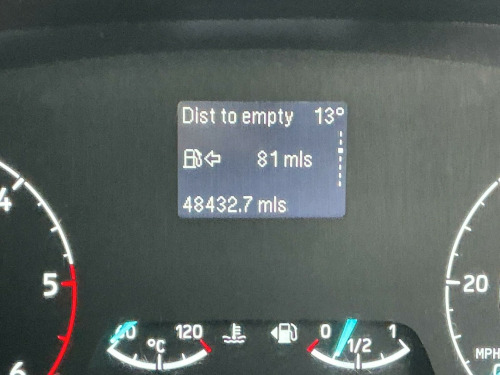 Dist to empty 13°
81 mls
48432.7 mls
4
5
6
20
MPH
60 °C 120
0 1/2 1